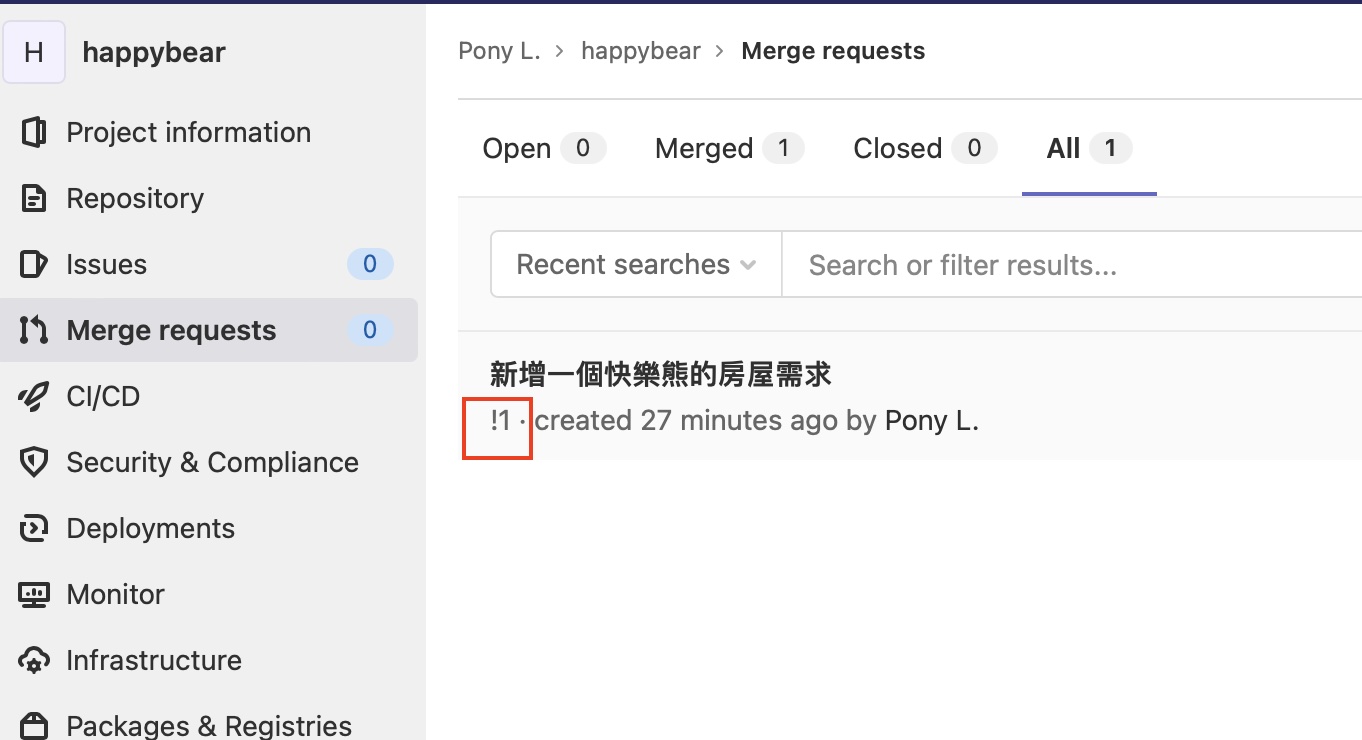 H happybear
Project information
Repository
Issues 0
Merge requests 0
CI/CD
Security & Compliance
Deployments
Monitor
Infrastructure
Packages & Registries
Pony L. › happybear › Merge requests
Open 0 Merged 1 Closed 0 All 1
Recent searches Search or filter results...
新增一個快樂熊的房屋需求
!1 · created 27 minutes ago by Pony L.